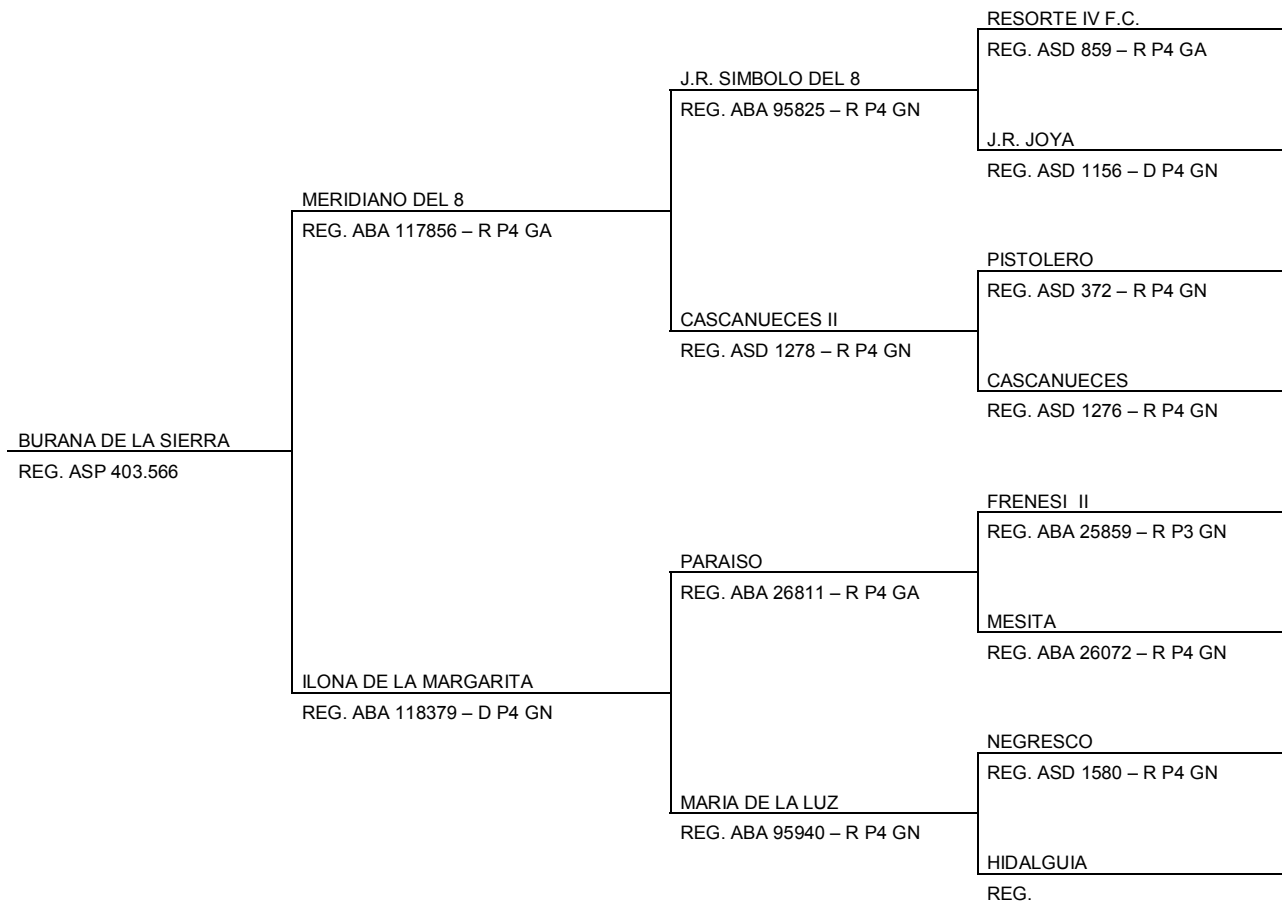 RESORTE IV F.C.
REG. ASD 859 – R P4 GA
J.R. SIMBOLO DEL 8
REG. ABA 95825 – R P4 GN
J.R. JOYA
REG. ASD 1156 – D P4 GN
MERIDIANO DEL 8
REG. ABA 117856 – R P4 GA
PISTOLERO
REG. ASD 372 – R P4 GN
CASCANUECES II
REG. ASD 1278 – R P4 GN
CASCANUECES
REG. ASD 1276 – R P4 GN
BURANA DE LA SIERRA
REG. ASP 403.566
FRENESI II
REG. ABA 25859 – R P3 GN
PARAISO
REG. ABA 26811 – R P4 GA
MESITA
REG. ABA 26072 – R P4 GN
ILONA DE LA MARGARITA
REG. ABA 118379 – D P4 GN
NEGRESCO
REG. ASD 1580 – R P4 GN
MARIA DE LA LUZ
REG. ABA 95940 – R P4 GN
HIDALGUIA
REG.